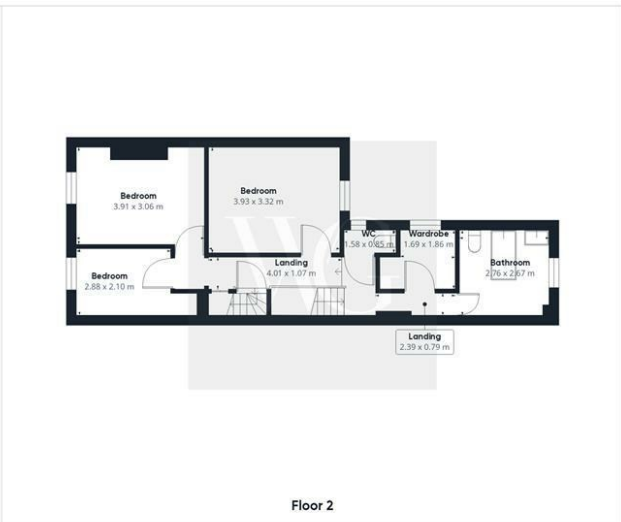 Bedroom
3.91 x 3.06 m
Bedroom
3.93 x 3.32 m
WC
1.58 x 0.85 m
Wardrobe
1.69 x 1.86 m
Bedroom
2.88 x 2.10 m
Landing
4.01 x 1.07 m
Bathroom
2.76 x 2.67 m
Landing
2.39 x 0.79 m
WG
Floor 2